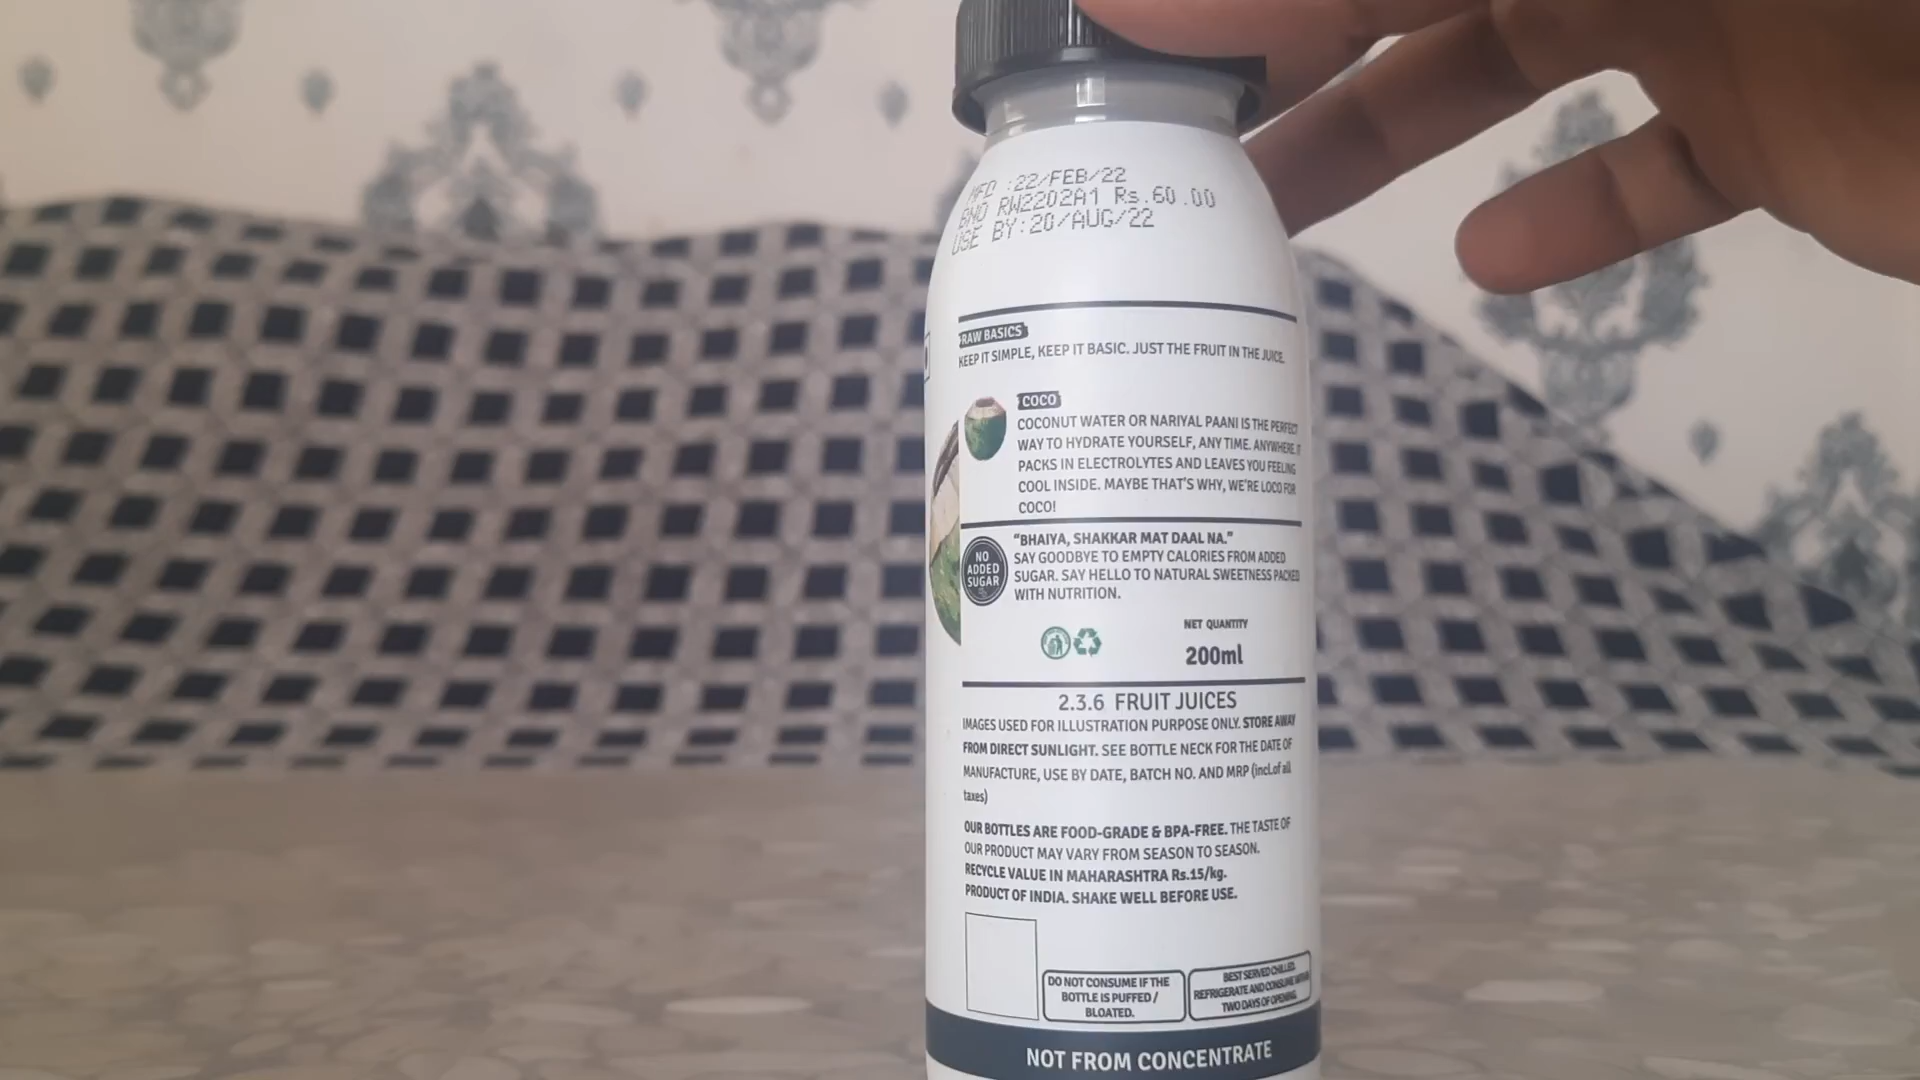 MFD :22/FEB/22
BNO RW2202A1 Rs.60.00
USE BY:20/AUG/22
RAW BASICS
KEEP IT SIMPLE, KEEP IT BASIC. JUST THE FRUIT IN THE JUICE.
COCO
COCONUT WATER OR NARIYAL PAANI IS THE PERFECT
WAY TO HYDRATE YOURSELF, ANY TIME. ANYWHERE. IT
PACKS IN ELECTROLYTES AND LEAVES YOU FEELING
COOL INSIDE. MAYBE THAT'S WHY, WE'RE LOCO FOR
COCO!
"BHAIYA, SHAKKAR MAT DAAL NA."
NO
ADDED
SUGAR
SAY GOODBYE TO EMPTY CALORIES FROM ADDED
SUGAR. SAY HELLO TO NATURAL SWEETNESS PACKED
WITH NUTRITION.
NET QUANTITY
200ml
2.3.6 FRUIT JUICES
IMAGES USED FOR ILLUSTRATION PURPOSE ONLY. STORE AWAY
FROM DIRECT SUNLIGHT. SEE BOTTLE NECK FOR THE DATE OF
MANUFACTURE, USE BY DATE, BATCH NO. AND MRP (incl.of all
taxes)
OUR BOTTLES ARE FOOD-GRADE & BPA-FREE. THE TASTE OF
OUR PRODUCT MAY VARY FROM SEASON TO SEASON.
RECYCLE VALUE IN MAHARASHTRA Rs.15/kg.
PRODUCT OF INDIA. SHAKE WELL BEFORE USE.
DO NOT CONSUME IF THE
BOTTLE IS PUFFED /
BLOATED.
BEST SERVED CHILLED.
REFRIGERATE AND CONSUME WITHIN
TWO DAYS OF OPENING.
NOT FROM CONCENTRATE